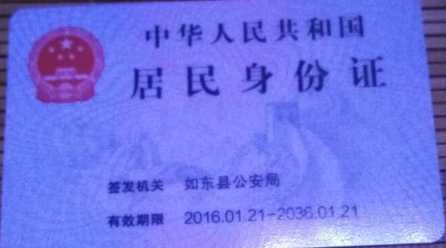 中华人民共和国
居民身份证
签发机关 如东县公安局
有效期限 2016.01.21-2036.01.21